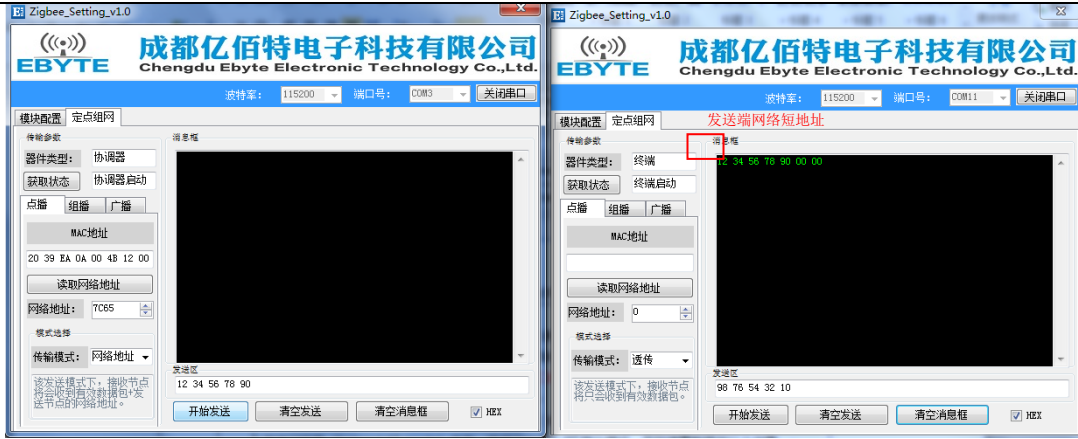 Zigbee_Setting_v1.0
EBYTE
成都亿佰特电子科技有限公司
Chengdu Ebyte Electronic Technology Co.,Ltd.
波特率： 115200 端口号： COM3 关闭串口
模块配置 定点组网
传输参数
器件类型： 协调器
获取状态 协调器启动
点播 组播 广播
MAC地址
20 39 EA 0A 00 4B 12 00
读取网络地址
网络地址： 7C65
模式选择
传输模式： 网络地址
该发送模式下，接收节点
将会收到有效数据包+发
送节点的网络地址。
消息框
发送区
12 34 56 78 90
开始发送 清空发送 清空消息框 HEX
Zigbee_Setting_v1.0
EBYTE
成都亿佰特电子科技有限公司
Chengdu Ebyte Electronic Technology Co.,Ltd.
波特率： 115200 端口号： COM11 关闭串口
模块配置 定点组网
发送端网络短地址
传输参数
器件类型： 终端
获取状态 终端启动
点播 组播 广播
MAC地址
读取网络地址
网络地址： 0
模式选择
传输模式： 透传
该发送模式下，接收节点
将只会收到有效数据包。
消息框
12 34 56 78 90 00 00
发送区
98 76 54 32 10
开始发送 清空发送 清空消息框 HEX